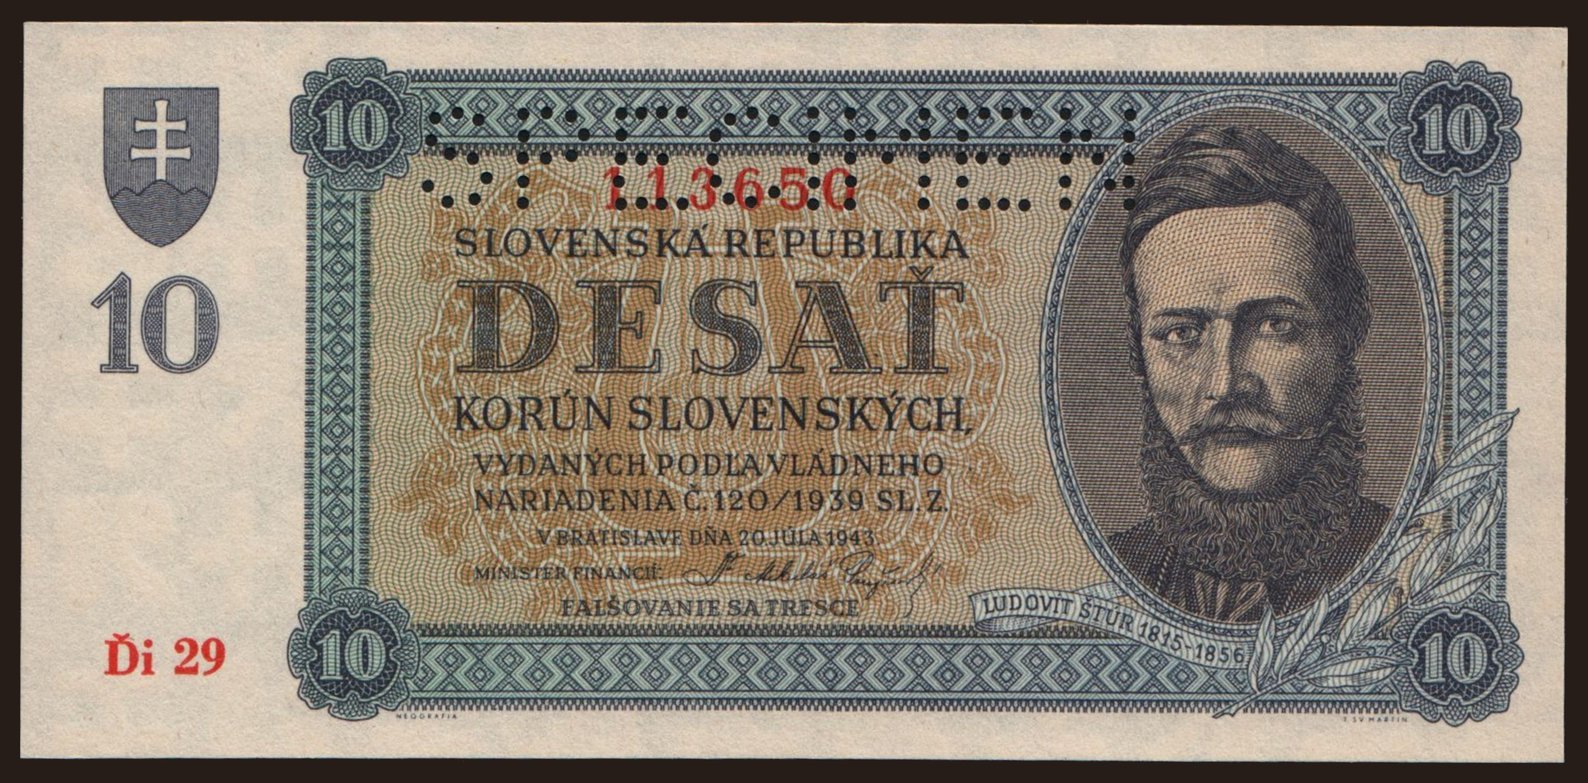 10
10
SPECIMEN
113650
SLOVENSKÁ REPUBLIKA
DESAŤ
10
KORÚN SLOVENSKÝCH,
VYDANÝCH PODĽA VLÁDNEHO
NARIADENIA Č. 120/1939 SL. Z.
V BRATISLAVE DŇA 20. JÚLA 1943.
MINISTER FINANCIÍ:
FALŠOVANIE SA TRESCE
ĽUDOVÍT ŠTÚR 1815-1856
Ďi 29
10
10
NEOGRAFIA
T. SV. MARTIN